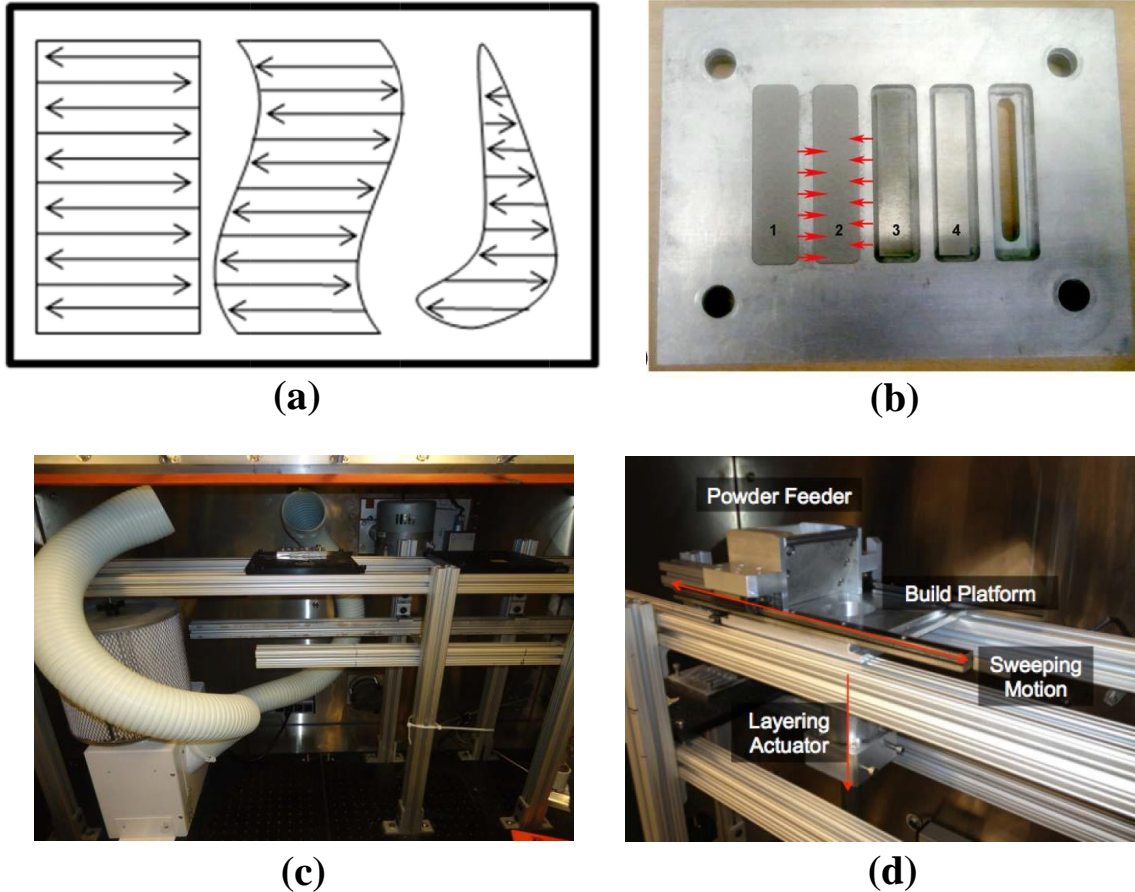 (a)
1
2
3
4
(b)
(c)
Powder Feeder
Build Platform
Sweeping
Motion
Layering
Actuator
(d)